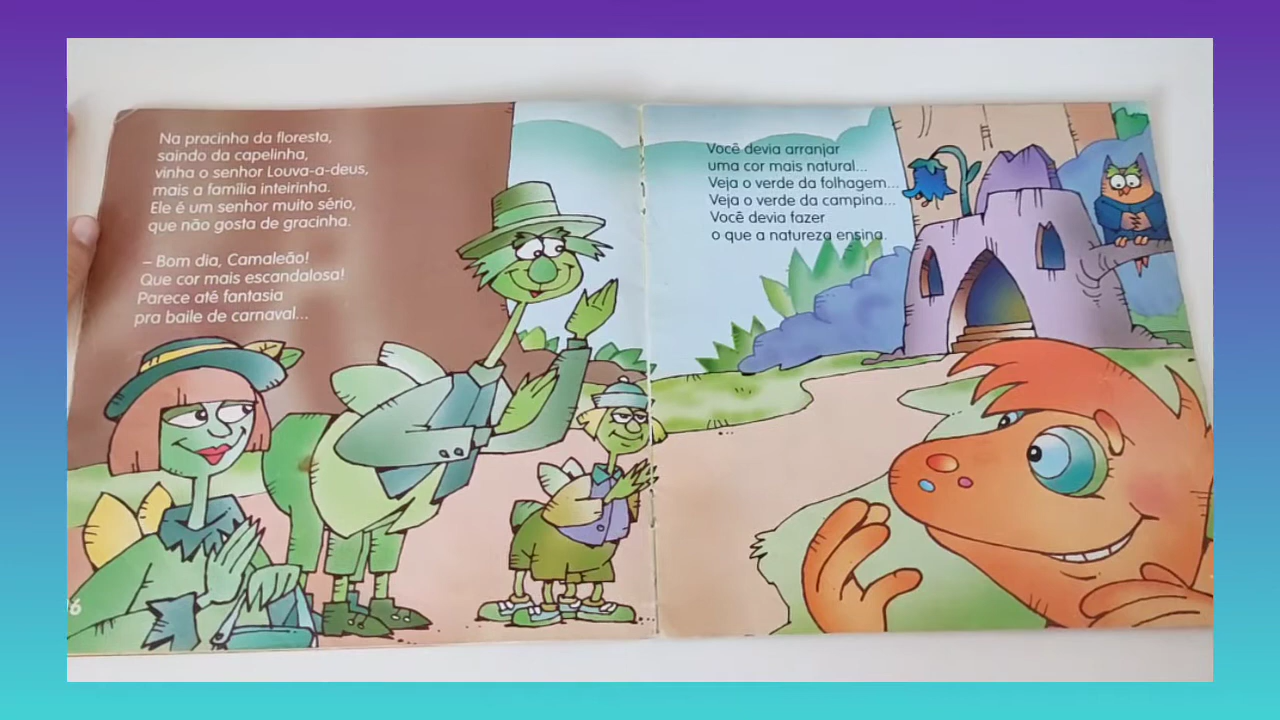 Na pracinha da floresta,
saindo da capelinha,
vinha o senhor Louva-a-deus,
mais a família inteirinha.
Ele é um senhor muito sério,
que não gosta de gracinha.
– Bom dia, Camaleão!
Que cor mais escandalosa!
Parece até fantasia
pra baile de carnaval...
Você devia arranjar
uma cor mais natural...
Veja o verde da folhagem...
Veja o verde da campina...
Você devia fazer
o que a natureza ensina.